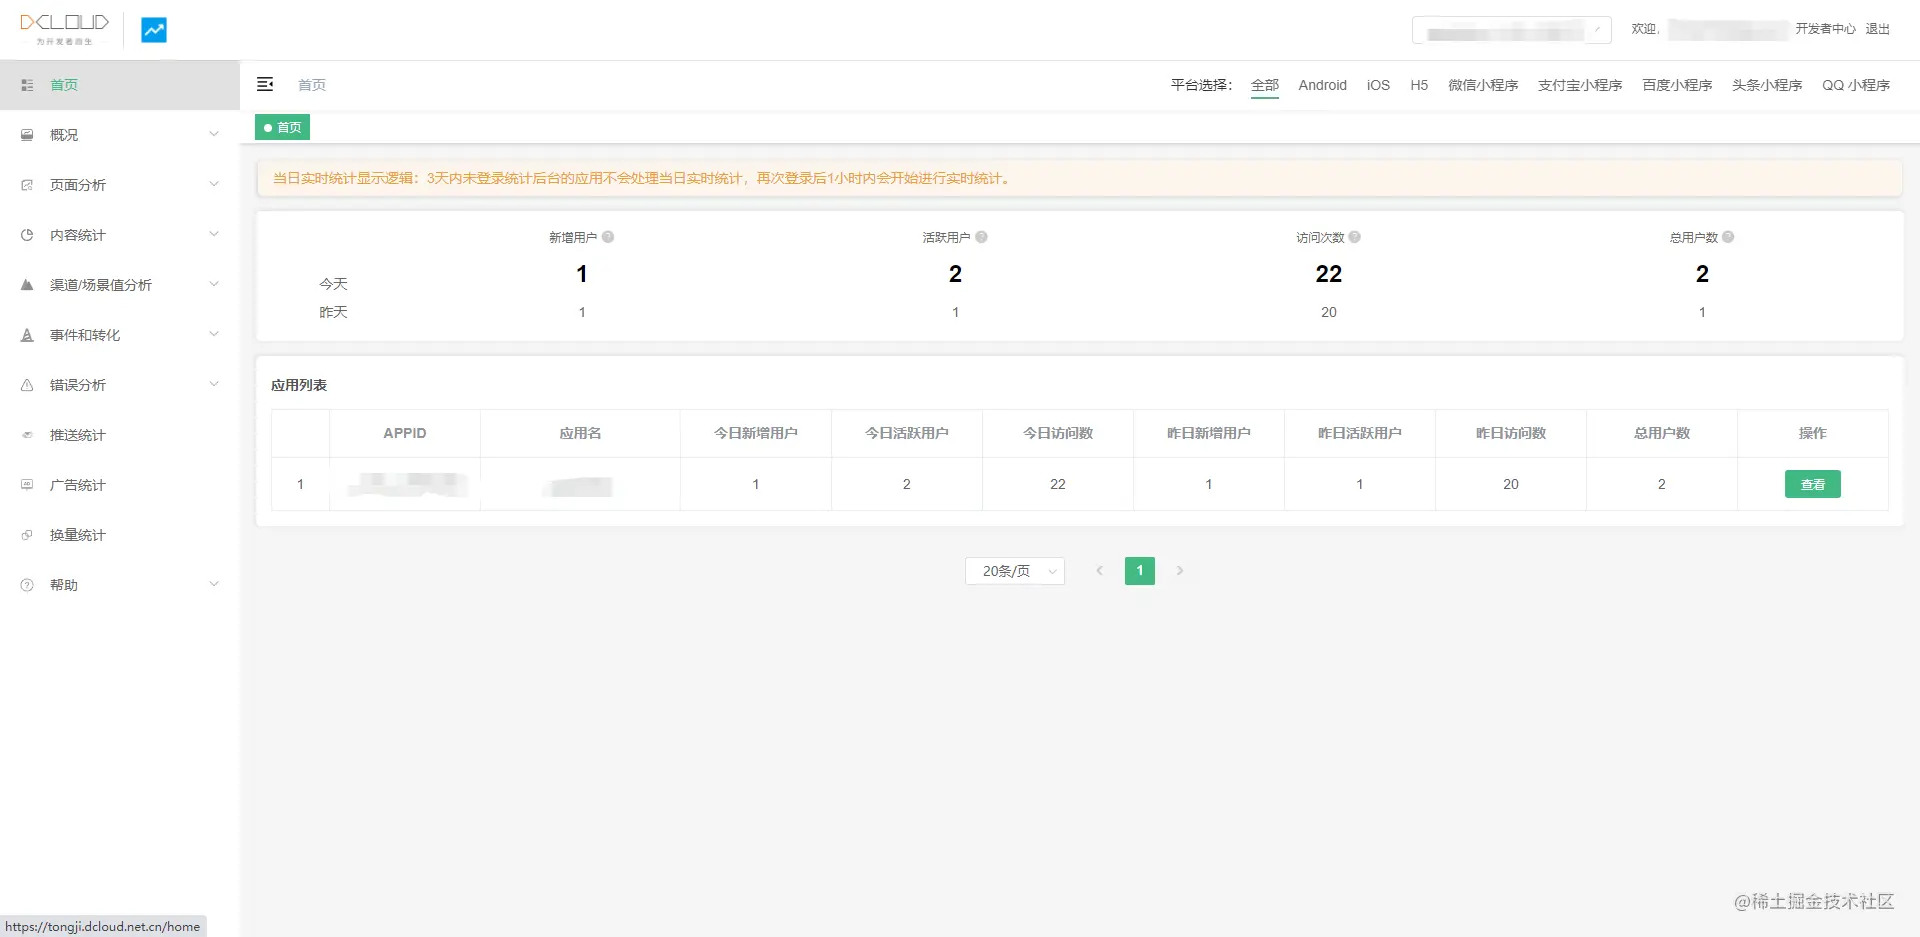 DCLOUD
为开发者而生
欢迎,
开发者中心 退出
首页
概况
页面分析
内容统计
渠道/场景值分析
事件和转化
错误分析
推送统计
广告统计
换量统计
帮助
首页
平台选择： 全部 Android iOS H5 微信小程序 支付宝小程序 百度小程序 头条小程序 QQ 小程序
首页
当日实时统计显示逻辑：3天内未登录统计后台的应用不会处理当日实时统计，再次登录后1小时内会开始进行实时统计。
新增用户 活跃用户 访问次数 总用户数
今天 1 2 22 2
昨天 1 1 20 1
应用列表
APPID 应用名 今日新增用户 今日活跃用户 今日访问数 昨日新增用户 昨日活跃用户 昨日访问数 总用户数 操作
1 1 2 22 1 1 20 2 查看
20条/页 1
@稀土掘金技术社区
https://tongji.dcloud.net.cn/home